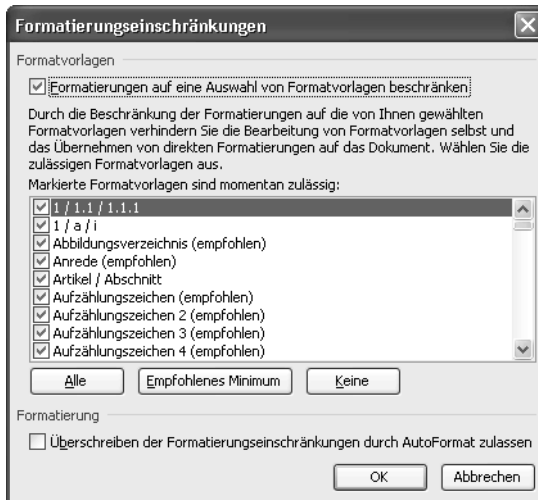 Formatierungseinschränkungen
Formatvorlagen
Formatierungen auf eine Auswahl von Formatvorlagen beschränken
Durch die Beschränkung der Formatierungen auf die von Ihnen gewählten
Formatvorlagen verhindern Sie die Bearbeitung von Formatvorlagen selbst und
das Übernehmen von direkten Formatierungen auf das Dokument. Wählen Sie die
zulässigen Formatvorlagen aus.
Markierte Formatvorlagen sind momentan zulässig:
1 / 1.1 / 1.1.1
1 / a / i
Abbildungsverzeichnis (empfohlen)
Anrede (empfohlen)
Artikel / Abschnitt
Aufzählungszeichen (empfohlen)
Aufzählungszeichen 2 (empfohlen)
Aufzählungszeichen 3 (empfohlen)
Aufzählungszeichen 4 (empfohlen)
Alle Empfohlenes Minimum Keine
Formatierung
Überschreiben der Formatierungseinschränkungen durch AutoFormat zulassen
OK Abbrechen